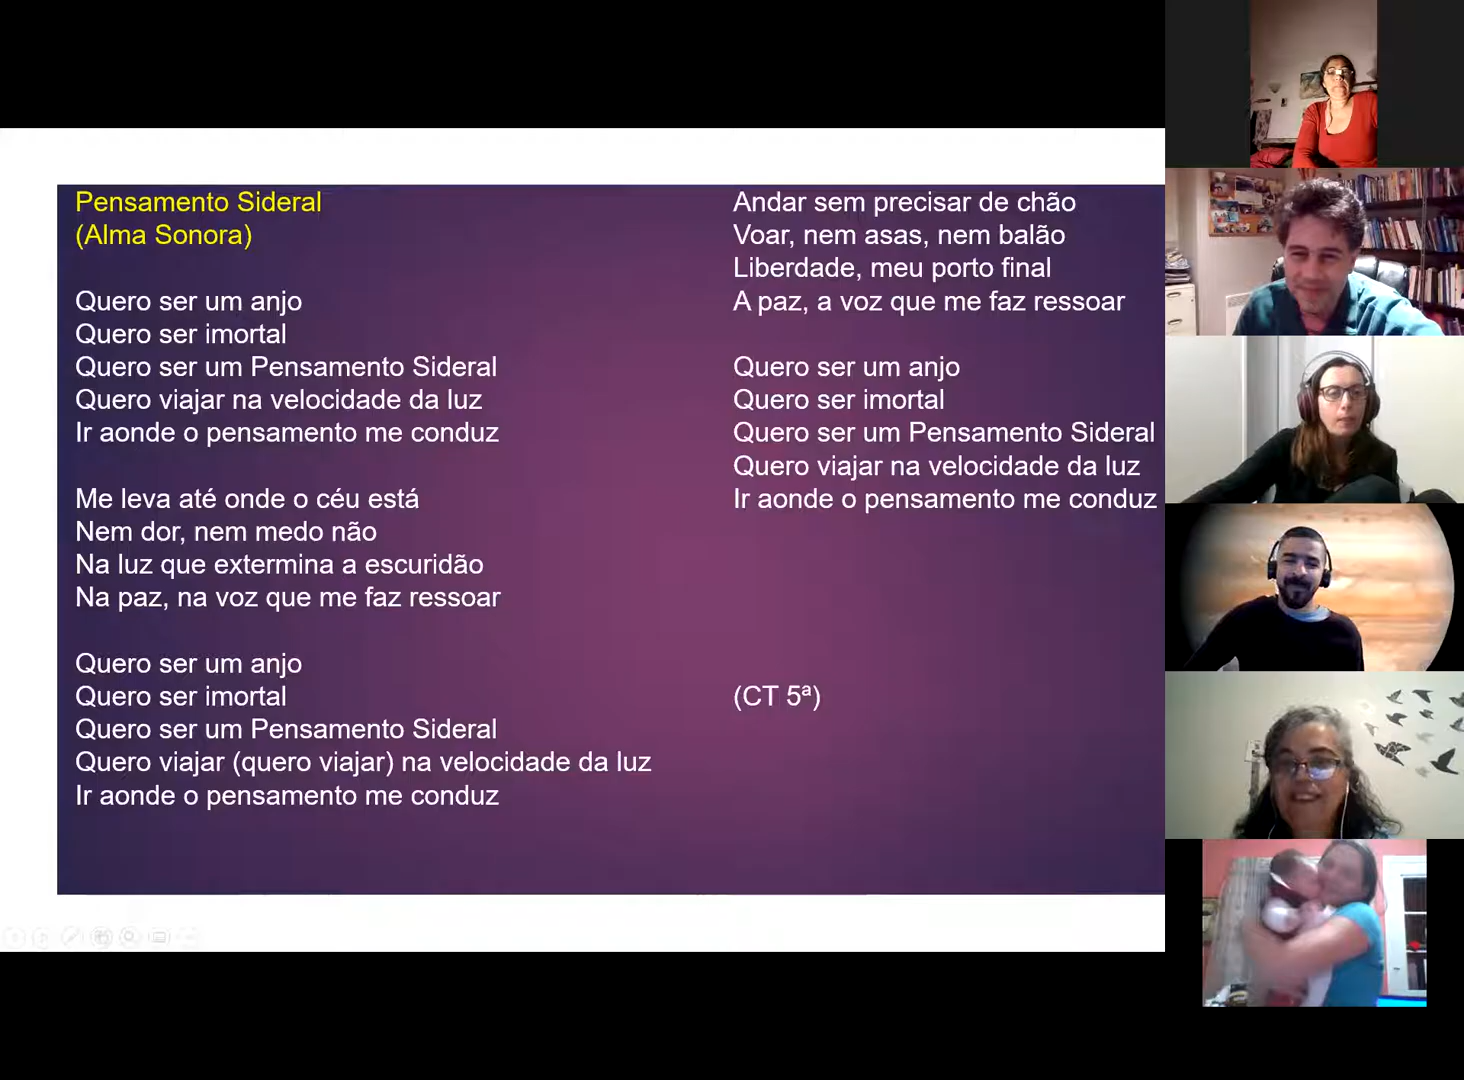 Pensamento Sideral
(Alma Sonora)
Quero ser um anjo
Quero ser imortal
Quero ser um Pensamento Sideral
Quero viajar na velocidade da luz
Ir aonde o pensamento me conduz
Me leva até onde o céu está
Nem dor, nem medo não
Na luz que extermina a escuridão
Na paz, na voz que me faz ressoar
Quero ser um anjo
Quero ser imortal
Quero ser um Pensamento Sideral
Quero viajar (quero viajar) na velocidade da luz
Ir aonde o pensamento me conduz
Andar sem precisar de chão
Voar, nem asas, nem balão
Liberdade, meu porto final
A paz, a voz que me faz ressoar
Quero ser um anjo
Quero ser imortal
Quero ser um Pensamento Sideral
Quero viajar na velocidade da luz
Ir aonde o pensamento me conduz
(CT 5ª)